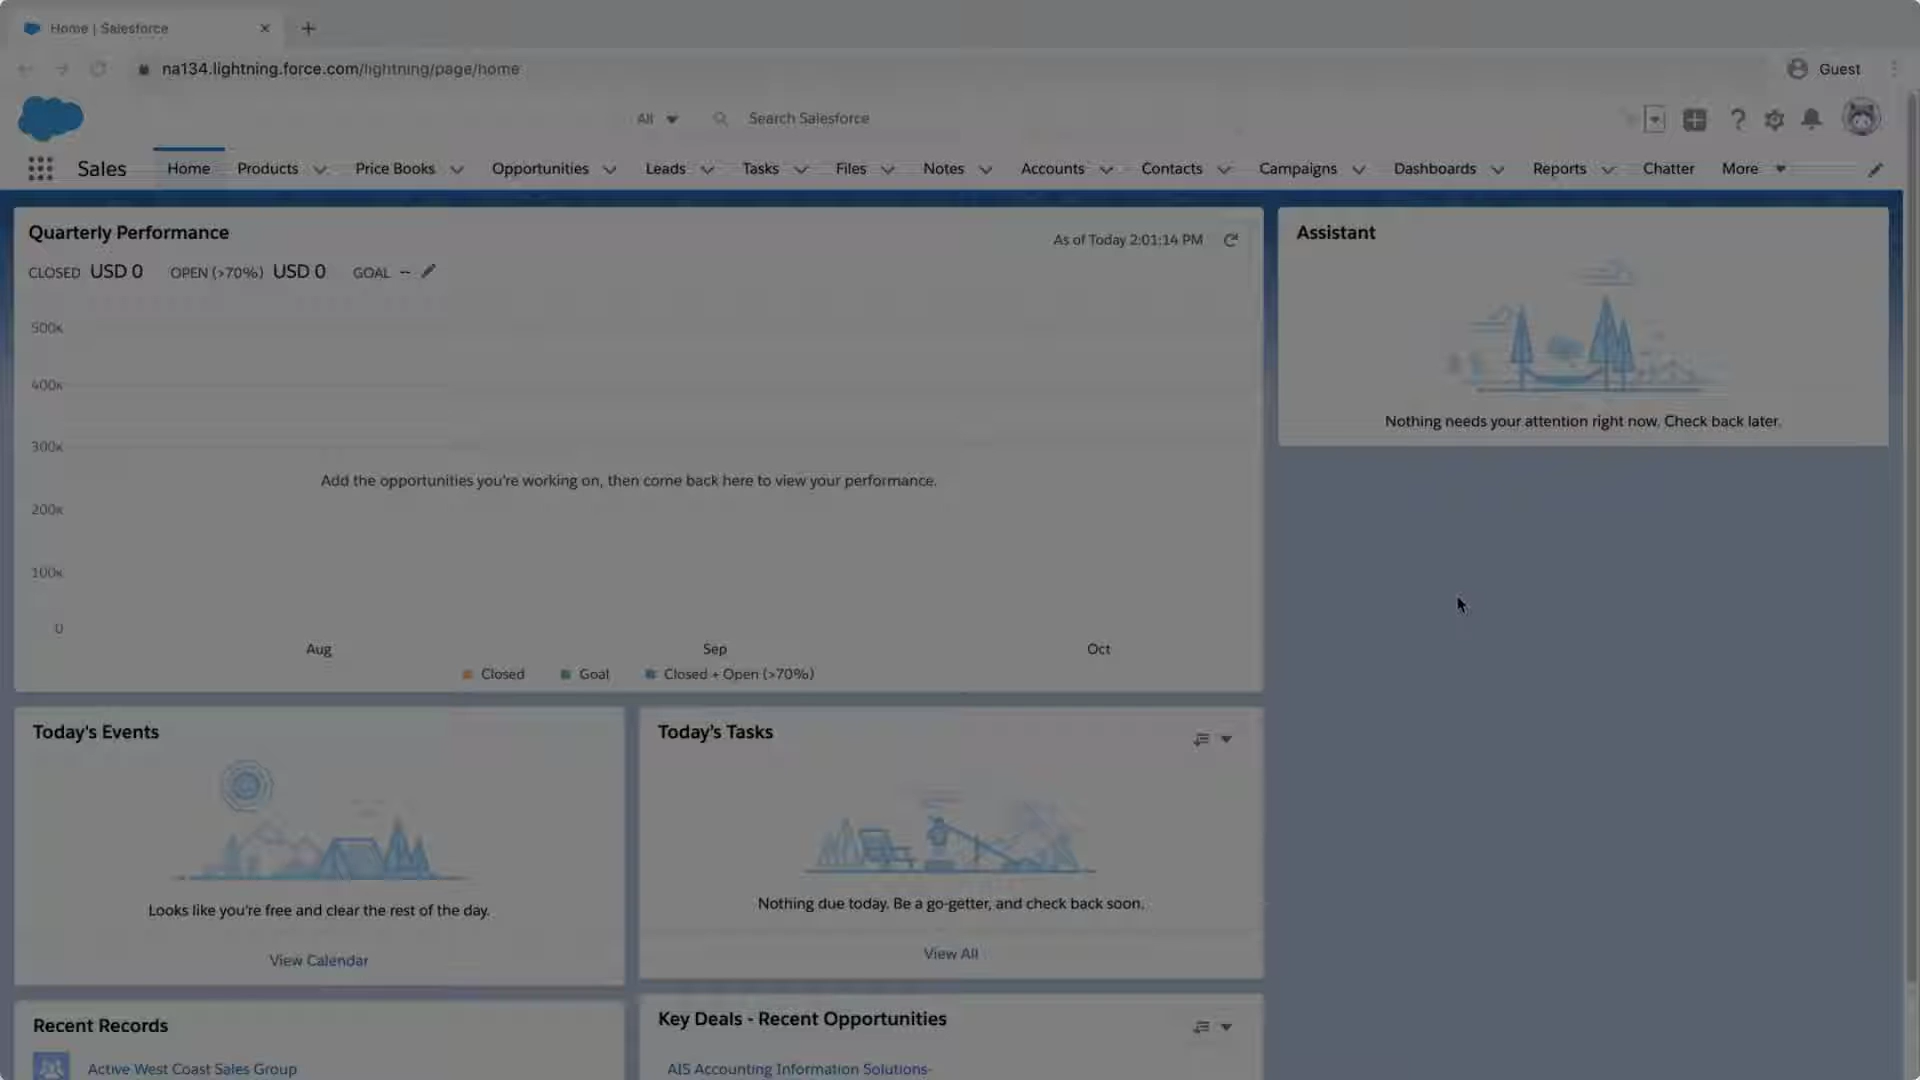 Home | Salesforce
na134.lightning.force.com/lightning/page/home
Guest
All
Search Salesforce
Sales
Home
Products
Price Books
Opportunities
Leads
Tasks
Files
Notes
Accounts
Contacts
Campaigns
Dashboards
Reports
Chatter
More
Quarterly Performance
As of Today 2:01:14 PM
CLOSED USD 0 OPEN (>70%) USD 0 GOAL --
500K
400K
300K
200K
100K
0
Add the opportunities you're working on, then come back here to view your performance.
Aug
Sep
Oct
Closed
Goal
Closed + Open (>70%)
Assistant
Nothing needs your attention right now. Check back later.
Today's Events
Looks like you're free and clear the rest of the day.
View Calendar
Today's Tasks
Nothing due today. Be a go-getter, and check back soon.
View All
Recent Records
Active West Coast Sales Group
Key Deals - Recent Opportunities
AIS Accounting Information Solutions-